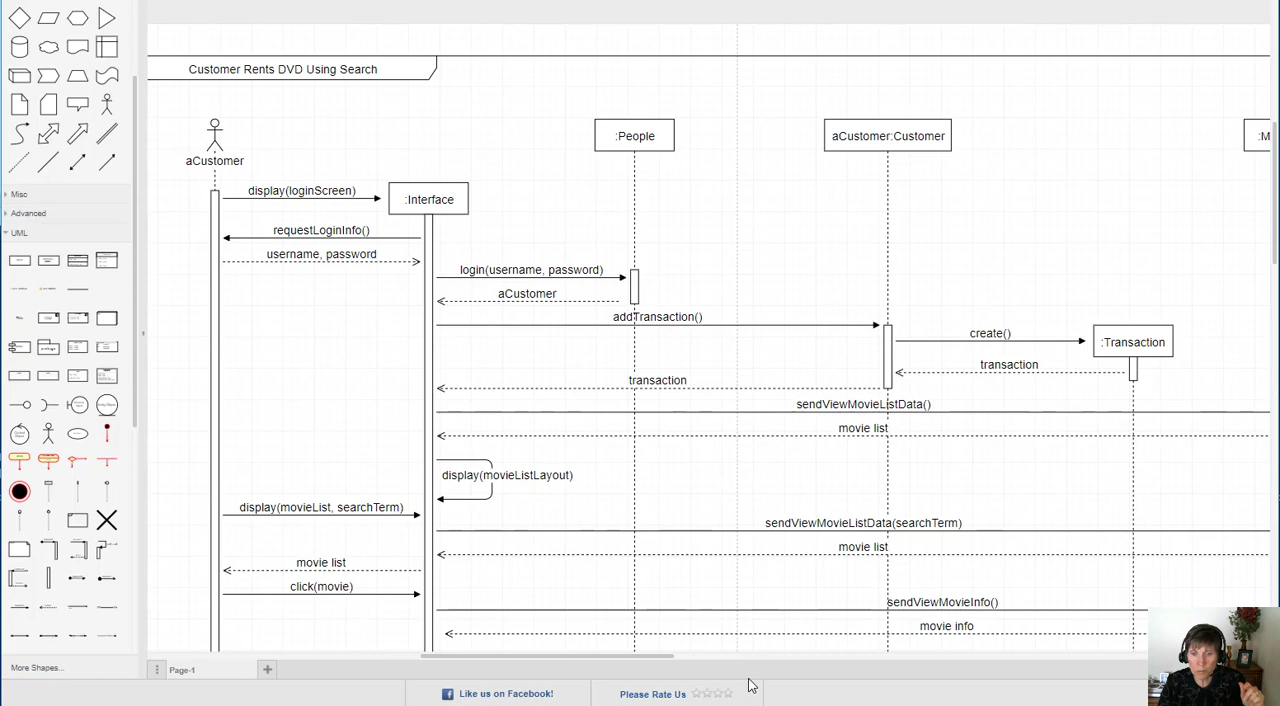 Customer Rents DVD Using Search
:People
aCustomer:Customer
:M
aCustomer
display(loginScreen)
:Interface
Misc
Advanced
requestLoginInfo()
UML
username, password
login(username, password)
aCustomer
addTransaction()
create()
:Transaction
transaction
transaction
sendViewMovieListData()
movie list
display(movieListLayout)
display(movieList, searchTerm)
sendViewMovieListData(searchTerm)
movie list
movie list
click(movie)
sendViewMovieInfo()
movie info
More Shapes...
Page-1
Like us on Facebook!
Please Rate Us